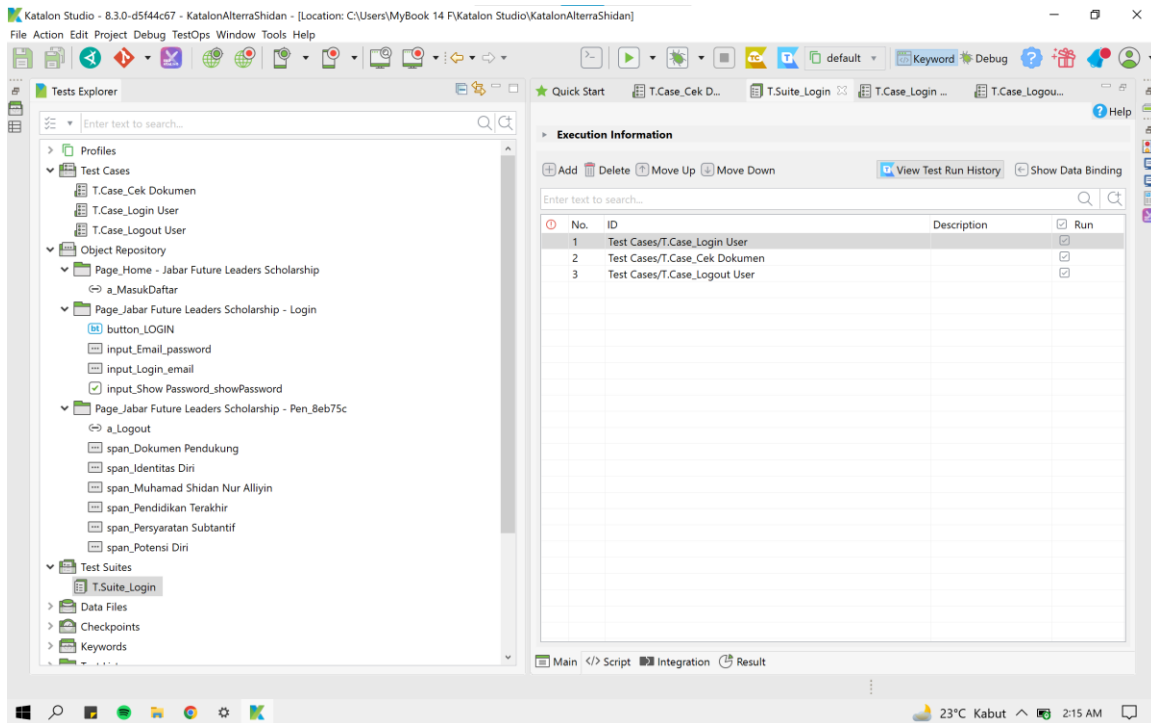 Katalon Studio - 8.3.0-d5f44c67 - KatalonAlterraShidan - [Location: C:\Users\MyBook 14 F\Katalon Studio\KatalonAlterraShidan]
File Action Edit Project Debug TestOps Window Tools Help
default Keyword Debug
Tests Explorer
Enter text to search...
Profiles
Test Cases
T.Case_Cek Dokumen
T.Case_Login User
T.Case_Logout User
Object Repository
Page_Home - Jabar Future Leaders Scholarship
a_MasukDaftar
Page_Jabar Future Leaders Scholarship - Login
bt button_LOGIN
input_Email_password
input_Login_email
input_Show Password_showPassword
Page_Jabar Future Leaders Scholarship - Pen_8eb75c
a_Logout
span_Dokumen Pendukung
span_Identitas Diri
span_Muhamad Shidan Nur Alliyin
span_Pendidikan Terakhir
span_Persyaratan Subtantif
span_Potensi Diri
Test Suites
T.Suite_Login
Data Files
Checkpoints
Keywords
Quick Start T.Case_Cek D... T.Suite_Login T.Case_Login ... T.Case_Logou...
Help
Execution Information
Add Delete Move Up Move Down View Test Run History Show Data Binding
Enter text to search...
No. ID Description Run
1 Test Cases/T.Case_Login User
2 Test Cases/T.Case_Cek Dokumen
3 Test Cases/T.Case_Logout User
Main Script Integration Result
23°C Kabut 2:15 AM